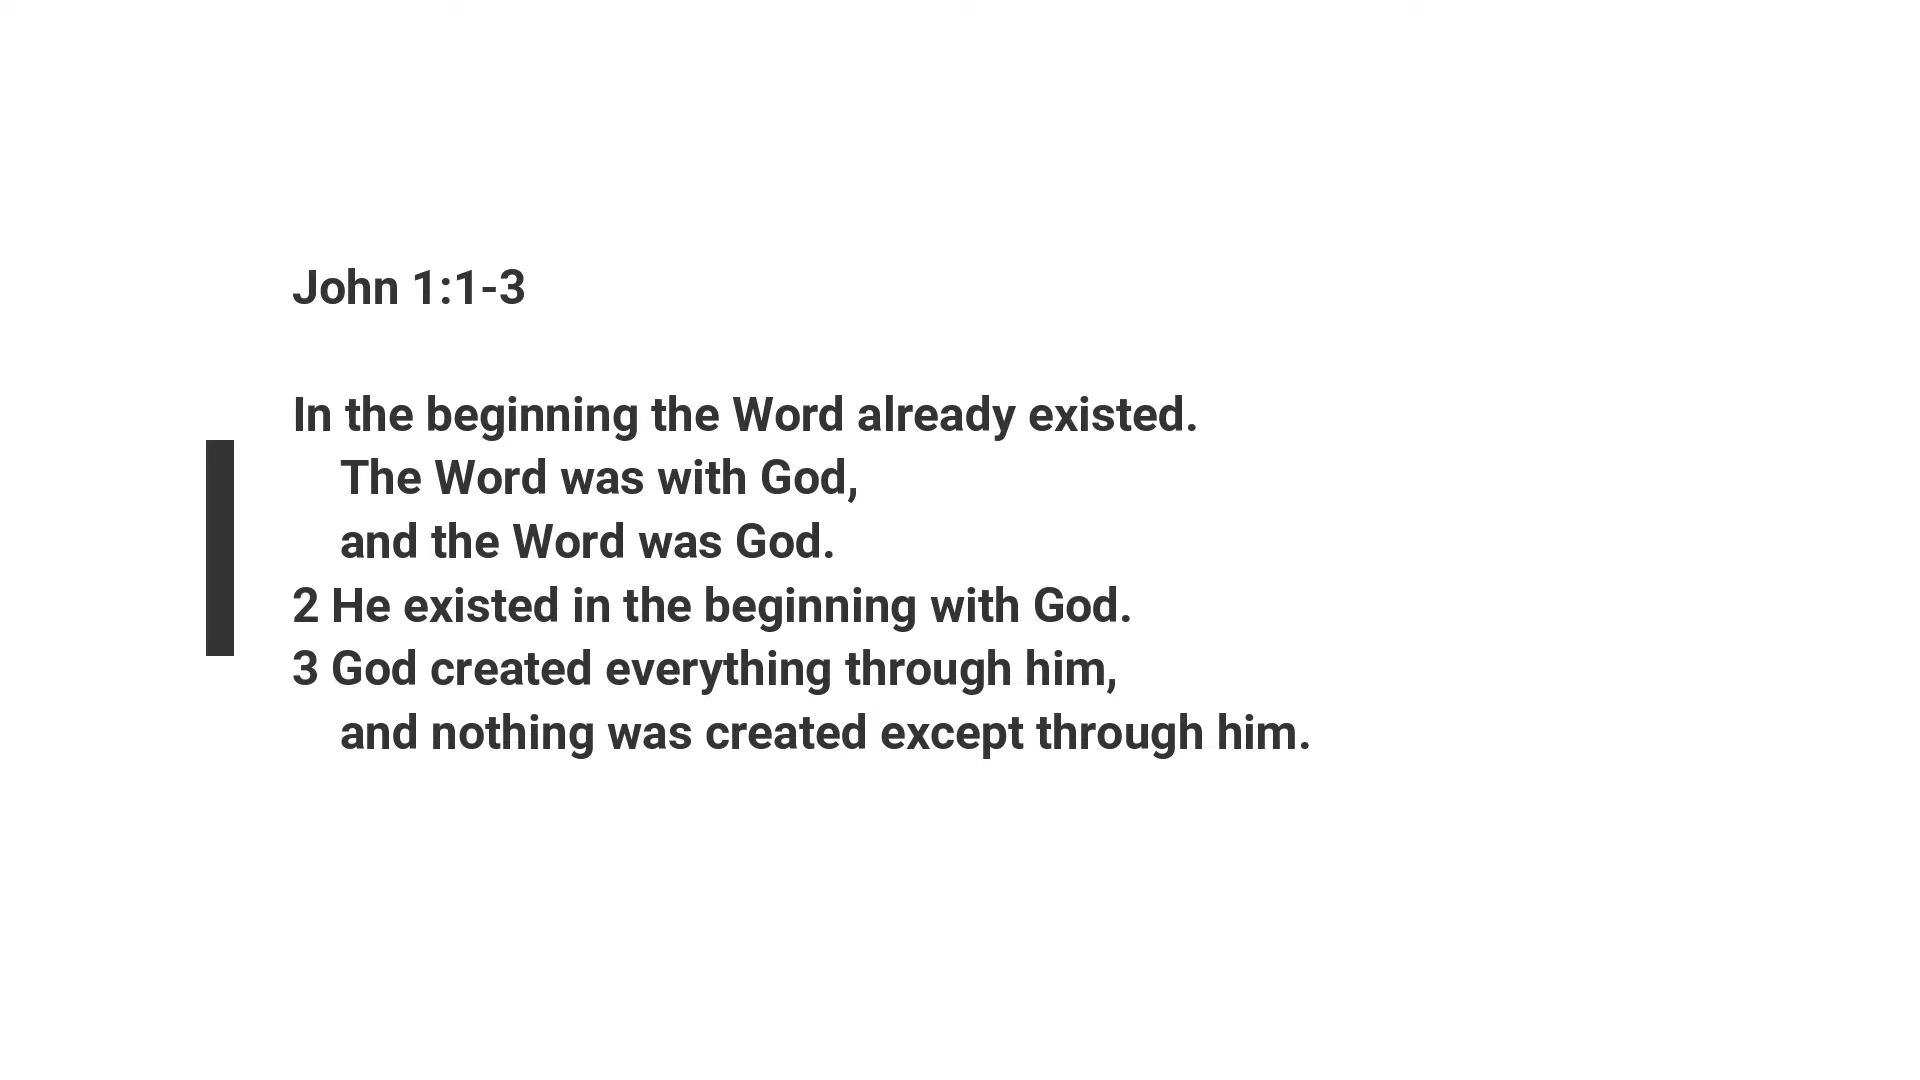 John 1:1-3
In the beginning the Word already existed.
The Word was with God,
and the Word was God.
2 He existed in the beginning with God.
3 God created everything through him,
and nothing was created except through him.